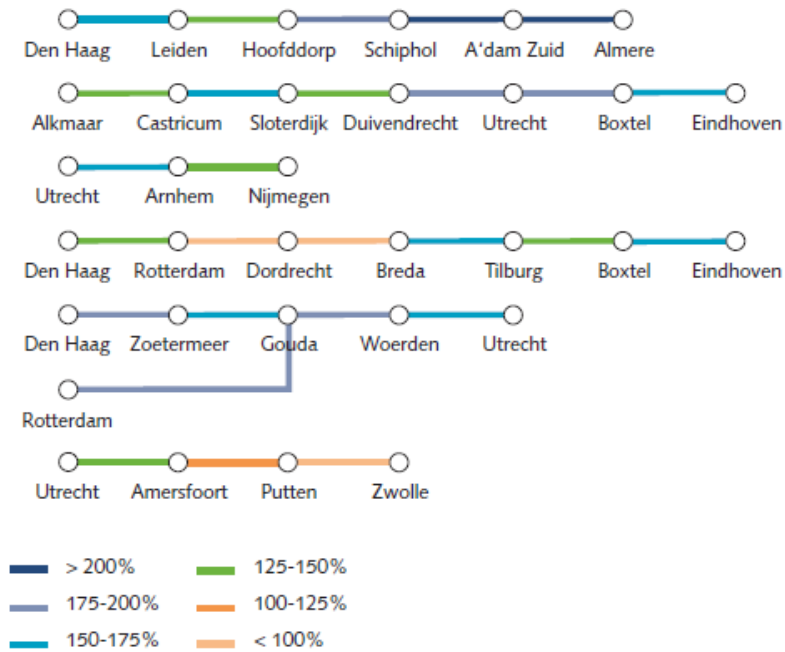 Den Haag Leiden Hoofddorp Schiphol A'dam Zuid Almere
Alkmaar Castricum Sloterdijk Duivendrecht Utrecht Boxtel Eindhoven
Utrecht Arnhem Nijmegen
Den Haag Rotterdam Dordrecht Breda Tilburg Boxtel Eindhoven
Den Haag Zoetermeer Gouda Woerden Utrecht
Rotterdam
Utrecht Amersfoort Putten Zwolle
> 200% 125-150%
175-200% 100-125%
150-175% < 100%